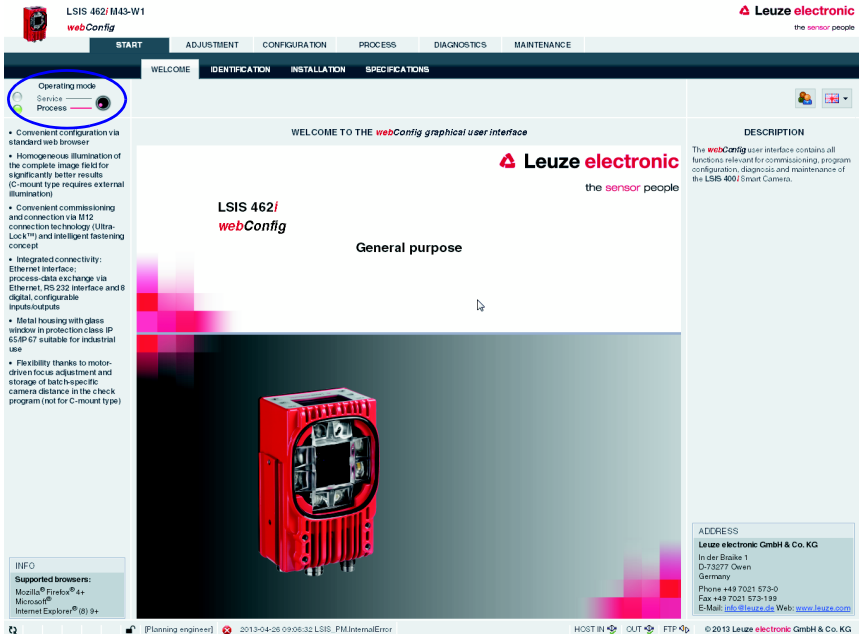 LSIS 462i M43-W1
webConfig
Leuze electronic
the sensor people
START ADJUSTMENT CONFIGURATION PROCESS DIAGNOSTICS MAINTENANCE
WELCOME IDENTIFICATION INSTALLATION SPECIFICATIONS
Operating mode
Service
Process
• Convenient configuration via
standard web browser
• Homogeneous illumination of
the complete image field for
significantly better results
(C-mount type requires external
illumination)
• Convenient commissioning
and connection via M12
connection technology (Ultra-
Lock™) and intelligent fastening
concept
• Integrated connectivity:
Ethernet interface;
process-data exchange via
Ethernet, RS 232 interface and 8
digital, configurable
inputs/outputs
• Metal housing with glass
window in protection class IP
65/IP 67 suitable for industrial
use
• Flexibility thanks to motor-
driven focus adjustment and
storage of batch-specific
camera distance in the check
program (not for C-mount type)
INFO
Supported browsers:
Mozilla® Firefox® 4+
Microsoft®
Internet Explorer® (8) 9+
WELCOME TO THE webConfig graphical user interface
Leuze electronic
the sensor people
LSIS 462i
webConfig
General purpose
DESCRIPTION
The webConfig user interface contains all
functions relevant for commissioning, program
configuration, diagnosis and maintenance of
the LSIS 400i Smart Camera.
ADDRESS
Leuze electronic GmbH & Co. KG
In der Braike 1
D-73277 Owen
Germany
Phone +49 7021 573-0
Fax +49 7021 573-199
E-Mail: info@leuze.de Web: www.leuze.com
[Planning engineer] 2013-04-26 09:06:32 LSIS_PM.InternalError HOST IN OUT FTP © 2013 Leuze electronic GmbH & Co. KG